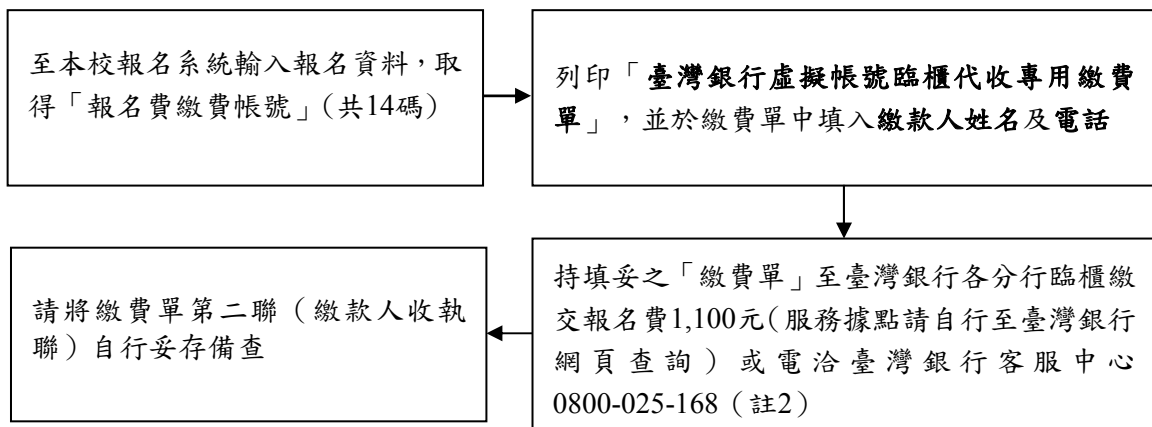 至本校報名系統輸入報名資料，取
得「報名費繳費帳號」（共14碼）
列印「臺灣銀行虛擬帳號臨櫃代收專用繳費
單」，並於繳費單中填入繳款人姓名及電話
持填妥之「繳費單」至臺灣銀行各分行臨櫃繳
交報名費1,100元（服務據點請自行至臺灣銀行
網頁查詢）或電洽臺灣銀行客服中心
0800-025-168（註2）
請將繳費單第二聯（繳款人收執
聯）自行妥存備查